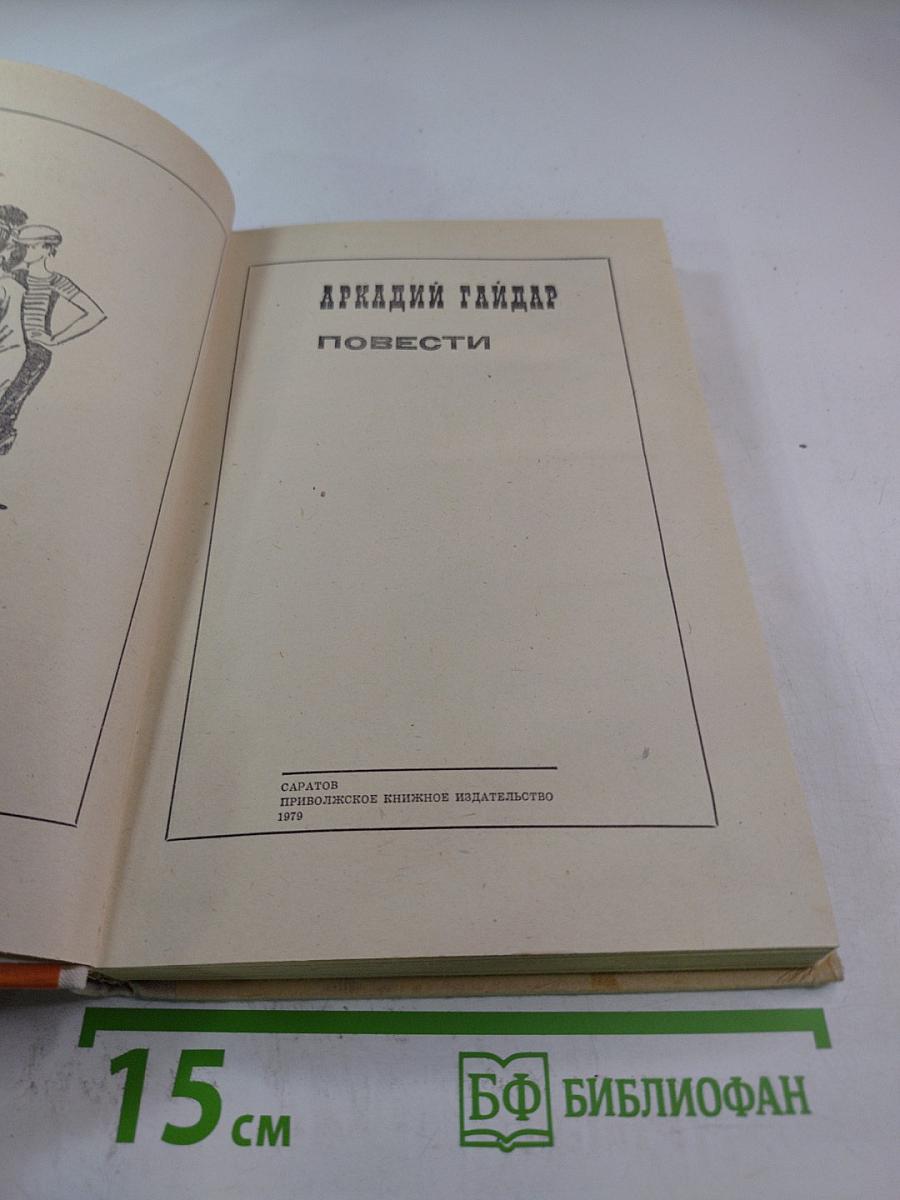 АРКАДИЙ ГАЙДАР
ПОВЕСТИ
САРАТОВ
ПРИВОЛЖСКОЕ КНИЖНОЕ ИЗДАТЕЛЬСТВО
1979
15 см
БФ БИБЛИОФАН